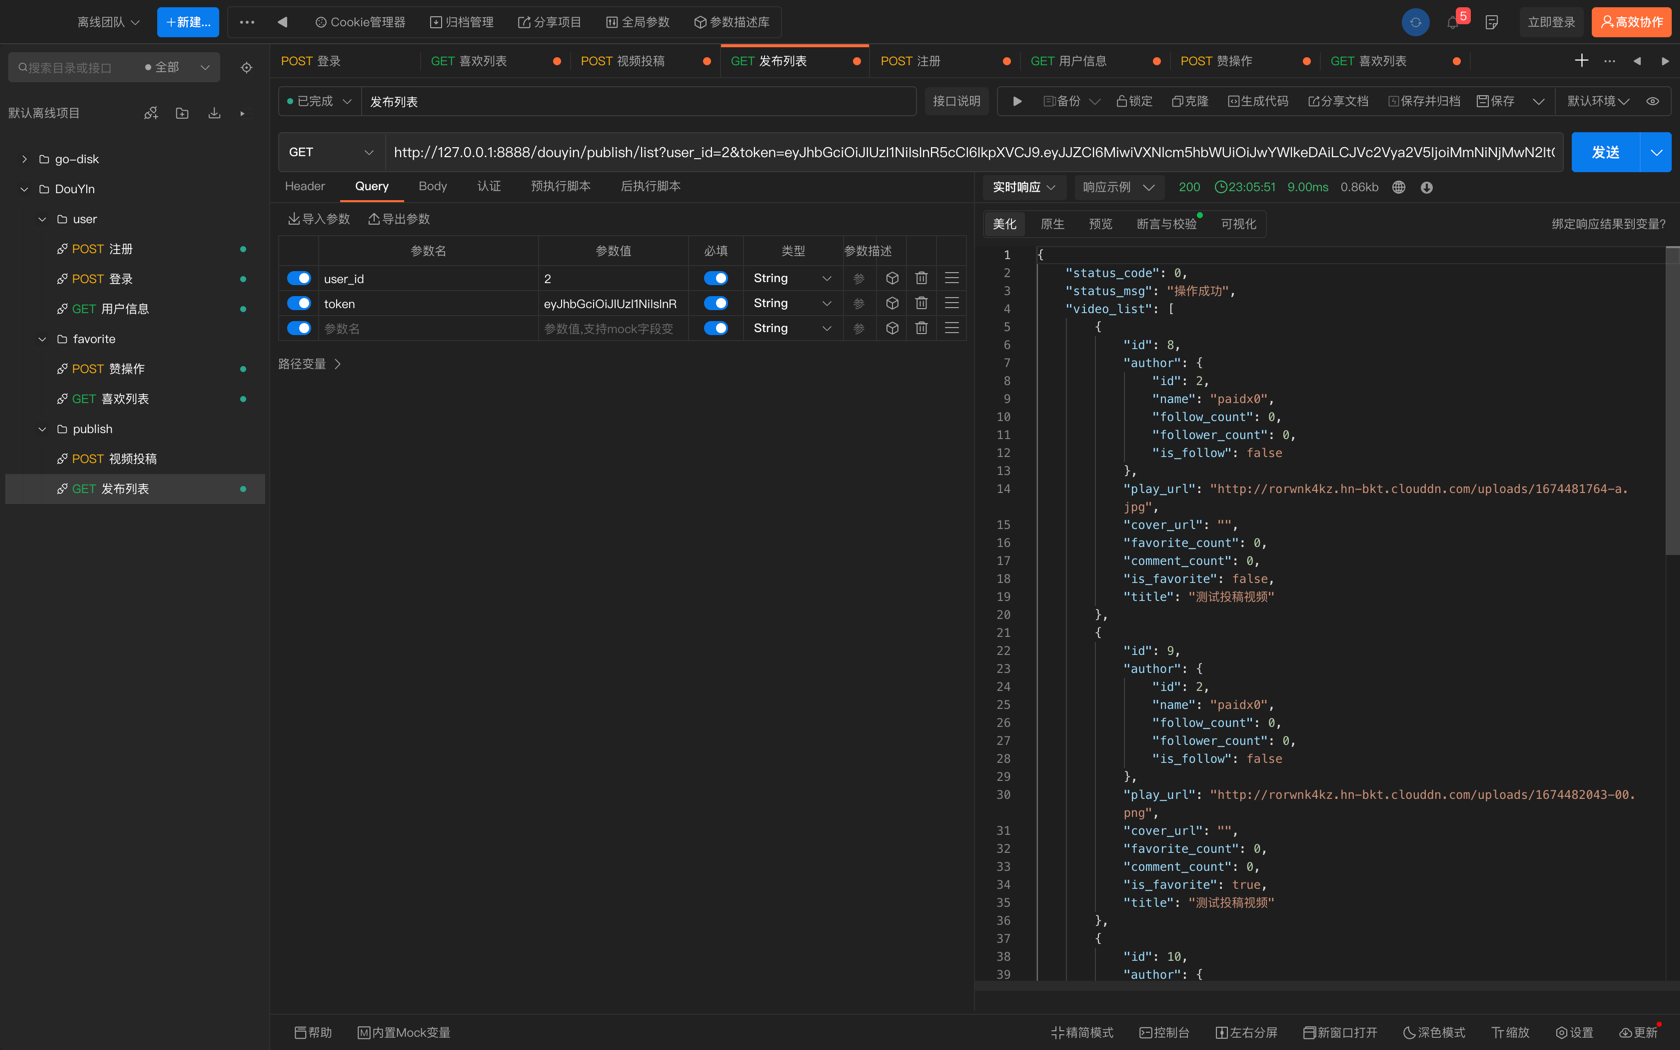 离线团队
+新建...
Cookie管理器
归档管理
分享项目
全局参数
参数描述库
5
立即登录
高效协作
搜索目录或接口
全部
POST 登录
GET 喜欢列表
POST 视频投稿
GET 发布列表
POST 注册
GET 用户信息
POST 赞操作
GET 喜欢列表
默认离线项目
已完成
发布列表
接口说明
备份
锁定
克隆
生成代码
分享文档
保存并归档
保存
默认环境
go-disk
DouYIn
user
POST 注册
POST 登录
GET 用户信息
favorite
POST 赞操作
GET 喜欢列表
publish
POST 视频投稿
GET 发布列表
GET
发送
Header
Query
Body
认证
预执行脚本
后执行脚本
导入参数
导出参数
参数名
参数值
必填
类型
参数描述
user_id
2
String
参
token
eyJhbGciOiJIUzI1NiIsInR
String
参
参数名
参数值,支持mock字段变
String
参
路径变量
实时响应
响应示例
200
23:05:51
9.00ms
0.86kb
美化
原生
预览
断言与校验
可视化
绑定响应结果到变量?
1 {
2 "status_code": 0,
3 "status_msg": "操作成功",
4 "video_list": [
5 {
6 "id": 8,
7 "author": {
8 "id": 2,
9 "name": "paidx0",
10 "follow_count": 0,
11 "follower_count": 0,
12 "is_follow": false
13 },
14 "play_url": "http://rorwnk4kz.hn-bkt.clouddn.com/uploads/1674481764-a.
jpg",
15 "cover_url": "",
16 "favorite_count": 0,
17 "comment_count": 0,
18 "is_favorite": false,
19 "title": "测试投稿视频"
20 },
21 {
22 "id": 9,
23 "author": {
24 "id": 2,
25 "name": "paidx0",
26 "follow_count": 0,
27 "follower_count": 0,
28 "is_follow": false
29 },
30 "play_url": "http://rorwnk4kz.hn-bkt.clouddn.com/uploads/1674482043-00.
png",
31 "cover_url": "",
32 "favorite_count": 0,
33 "comment_count": 0,
34 "is_favorite": true,
35 "title": "测试投稿视频"
36 },
37 {
38 "id": 10,
39 "author": {
帮助
内置Mock变量
精简模式
控制台
左右分屏
新窗口打开
深色模式
缩放
设置
更新